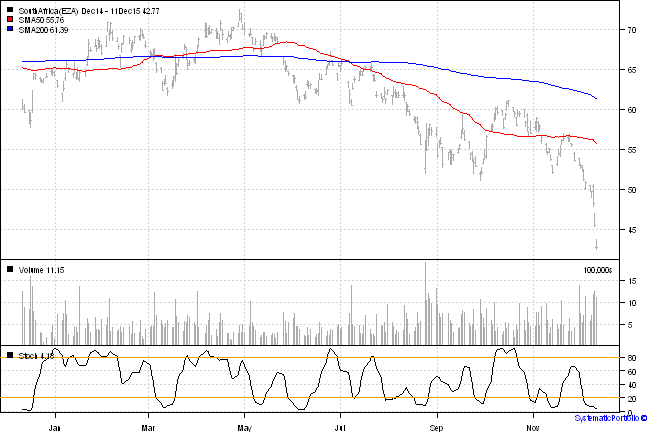 SouthAfrica(EZA) Dec14 - 11Dec15 42.77
SMA50 55.76
SMA200 61.39
70
65
60
55
50
45
Volume 11.15
100,000s
15
10
5
Stoch 4.18
80
60
40
20
0
Jan Mar May Jul Sep Nov
SystematicPortfolio ©